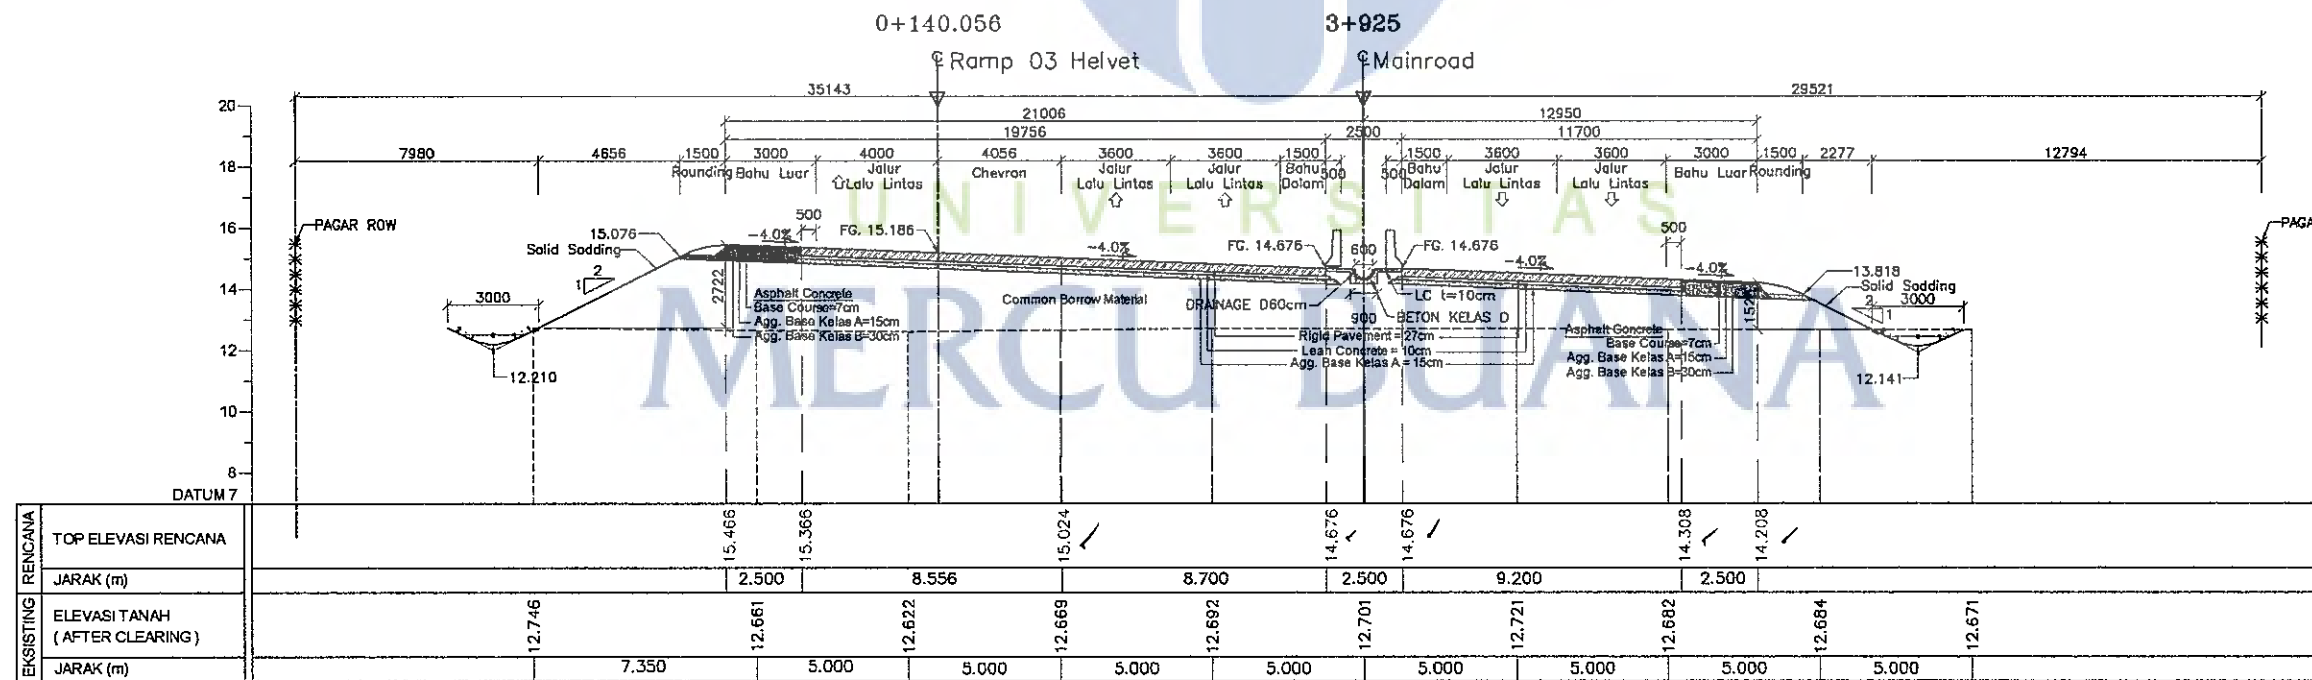 0+140.056 3+925
Ramp 03 Helvet Mainroad
35143 29521
20
21006 12950
19756 2500 11700
7980 4656 1500 3000 4000 4056 3600 3600 1500 1500 3600 3600 3000 1500 2277 12794
18
Rounding Bahu Luar Jalur Lalu Lintas Chevron Jalur Lalu Lintas Jalur Lalu Lintas Bahu Dalam 500 500 Bahu Dalam Jalur Lalu Lintas Jalur Lalu Lintas Bahu Luar Rounding
UNIVERSITAS
16
PAGAR ROW 15.076 -4.0% 500 FG. 15.186 -4.0% FG. 14.676 600 FG. 14.676 -4.0% 500 -4.0% 13.818 PAGA
Solid Sodding Solid Sodding
2 1 2 1
14
3000 2722 3000
Asphalt Concrete Common Borrow Material DRAINAGE D60cm LC t=10cm
Base Course=7cm 900 BETON KELAS D
Agg. Base Kelas A=15cm
Agg. Base Kelas B=30cm
Rigid Pavement = 27cm
Lean Concrete = 10cm
Agg. Base Kelas A = 15cm
Asphalt Concrete
Base Course=7cm
Agg. Base Kelas A=15cm
Agg. Base Kelas B=30cm
12
12.210 12.141
MERCU BUANA
10
8
DATUM 7
RENCANA
TOP ELEVASI RENCANA 15.466 15.366 15.024 14.676 14.676 14.308 14.208
JARAK (m) 2.500 8.556 8.700 2.500 9.200 2.500
EKSISTING
ELEVASI TANAH
( AFTER CLEARING ) 12.746 12.661 12.622 12.669 12.692 12.701 12.721 12.682 12.684 12.671
JARAK (m) 7.350 5.000 5.000 5.000 5.000 5.000 5.000 5.000 5.000